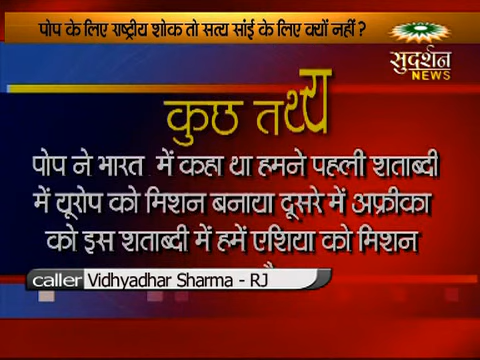 पोप के लिए राष्ट्रीय शोक तो सत्य सांई के लिए क्यों नहीं ?
सुदर्शन
NEWS
कुछ तथ्य
पोप ने भारत में कहा था हमने पहली शताब्दी
में यूरोप को मिशन बनाया दूसरे में अफ्रीका
को इस शताब्दी में हमें एशिया को मिशन
caller Vidhyadhar Sharma - RJ